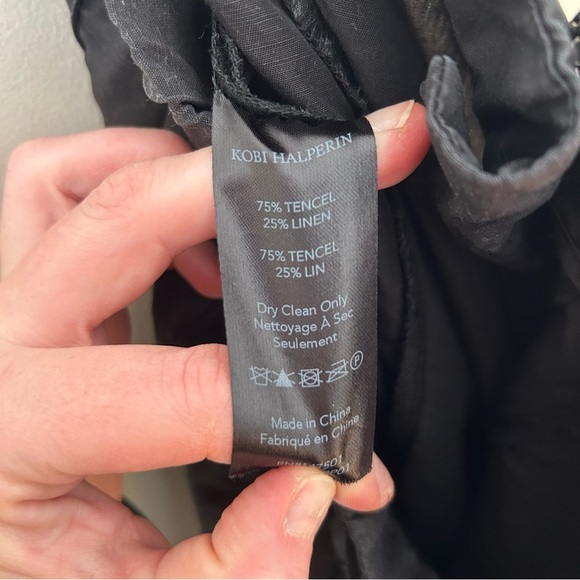 KOBI HALPERIN
75% TENCEL
25% LINEN
75% TENCEL
25% LIN
Dry Clean Only
Nettoyage À Sec
Seulement
P
Made in China
Fabriqué en Chine